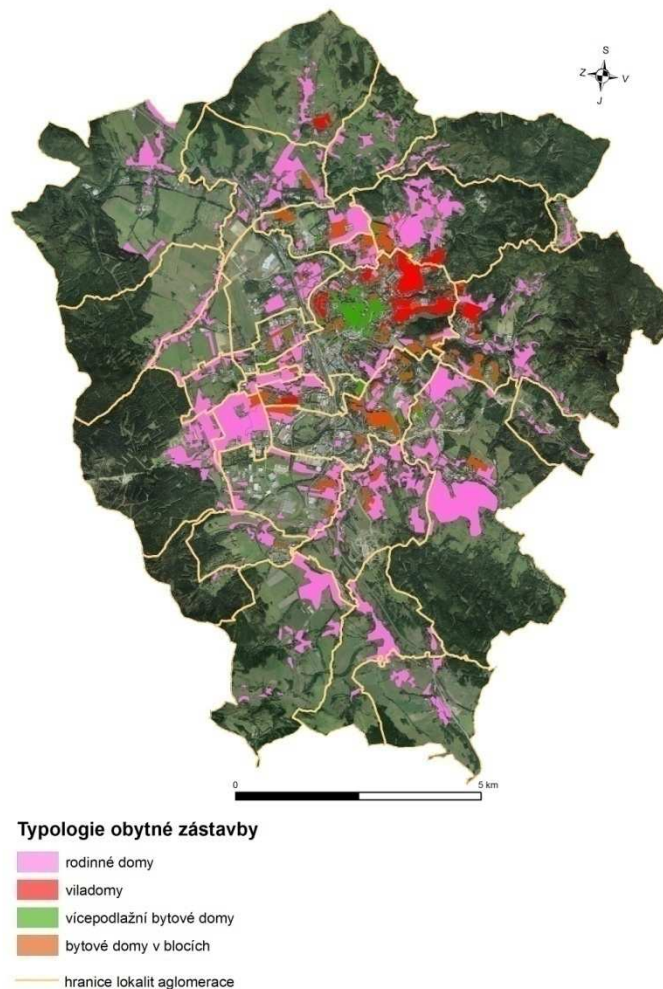 S
Z V
J
0 5 km
Typologie obytné zástavby
rodinné domy
viladomy
vícepodlažní bytové domy
bytové domy v blocích
hranice lokalit aglomerace